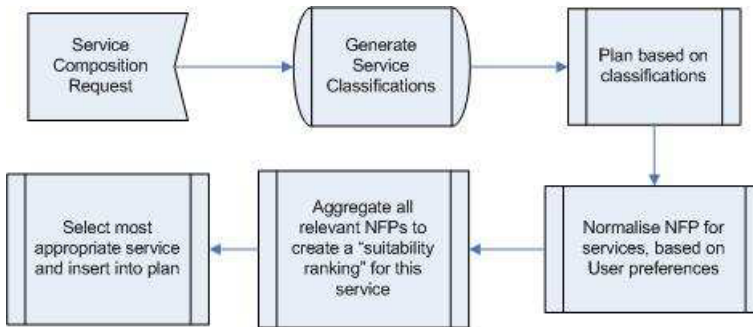 Service
Composition
Request
Generate
Service
Classifications
Plan based on
classifications
Normalise NFP for
services, based on
User preferences
Aggregate all
relevant NFPs to
create a “suitability
ranking” for this
service
Select most
appropriate service
and insert into plan